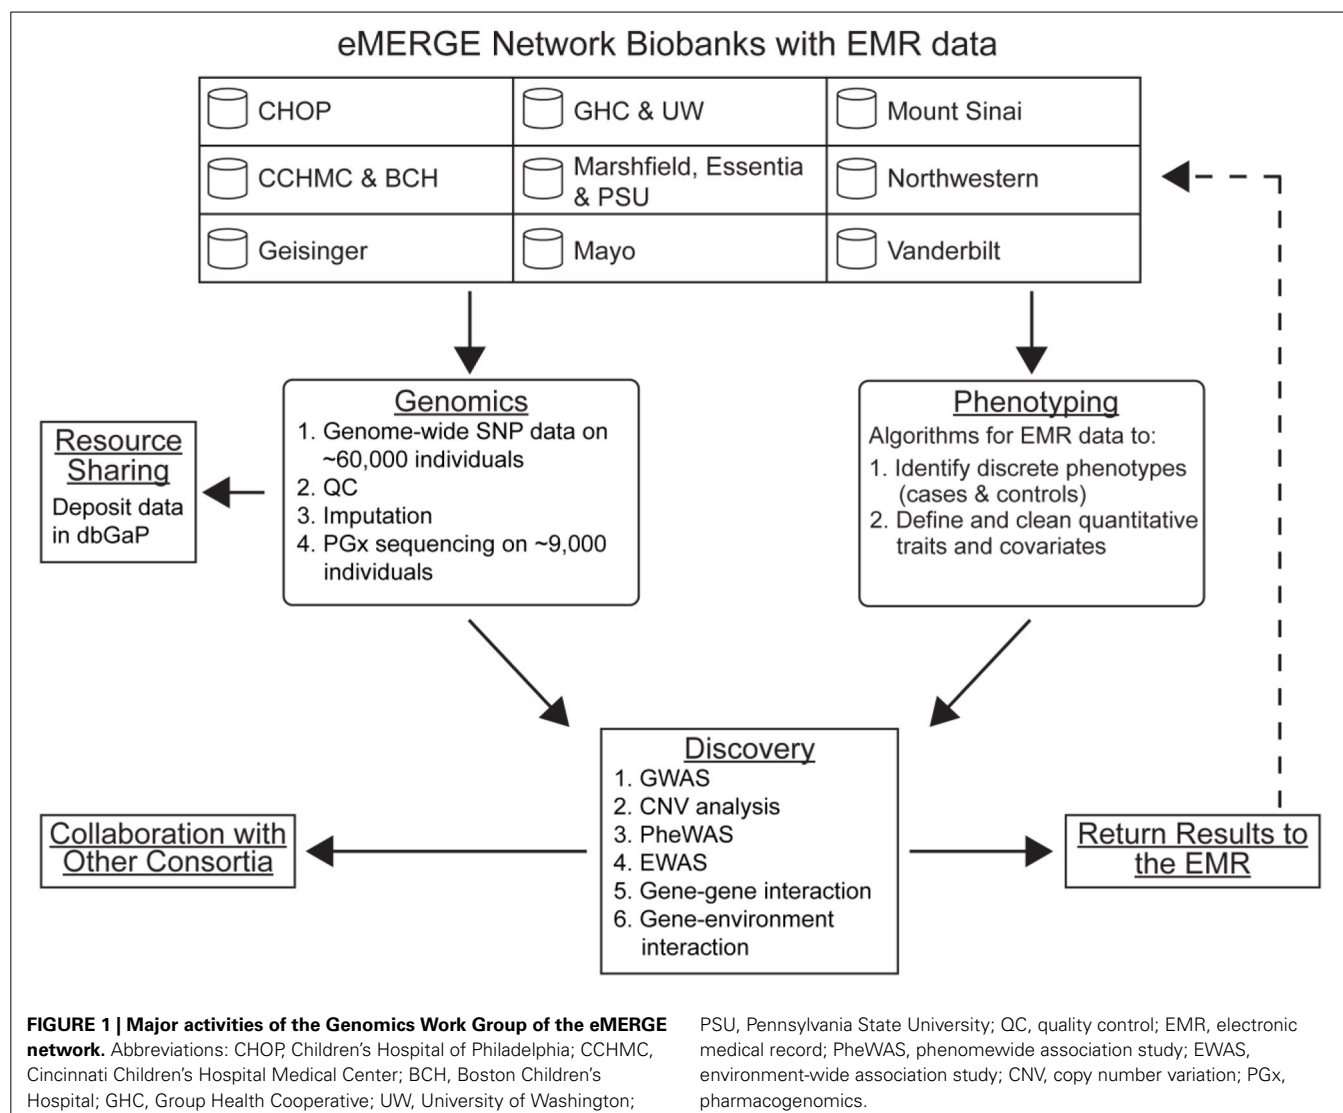 eMERGE Network Biobanks with EMR data
CHOP
GHC & UW
Mount Sinai
CCHMC & BCH
Marshfield, Essentia
& PSU
Northwestern
Geisinger
Mayo
Vanderbilt
Resource
Sharing
Deposit data
in dbGaP
Genomics
1. Genome-wide SNP data on
~60,000 individuals
2. QC
3. Imputation
4. PGx sequencing on ~9,000
individuals
Phenotyping
Algorithms for EMR data to:
1. Identify discrete phenotypes
(cases & controls)
2. Define and clean quantitative
traits and covariates
Collaboration with
Other Consortia
Discovery
1. GWAS
2. CNV analysis
3. PheWAS
4. EWAS
5. Gene-gene interaction
6. Gene-environment
interaction
Return Results to
the EMR
FIGURE 1 | Major activities of the Genomics Work Group of the eMERGE
network. Abbreviations: CHOP, Children's Hospital of Philadelphia; CCHMC,
Cincinnati Children's Hospital Medical Center; BCH, Boston Children's
Hospital; GHC, Group Health Cooperative; UW, University of Washington;
PSU, Pennsylvania State University; QC, quality control; EMR, electronic
medical record; PheWAS, phenomewide association study; EWAS,
environment-wide association study; CNV, copy number variation; PGx,
pharmacogenomics.